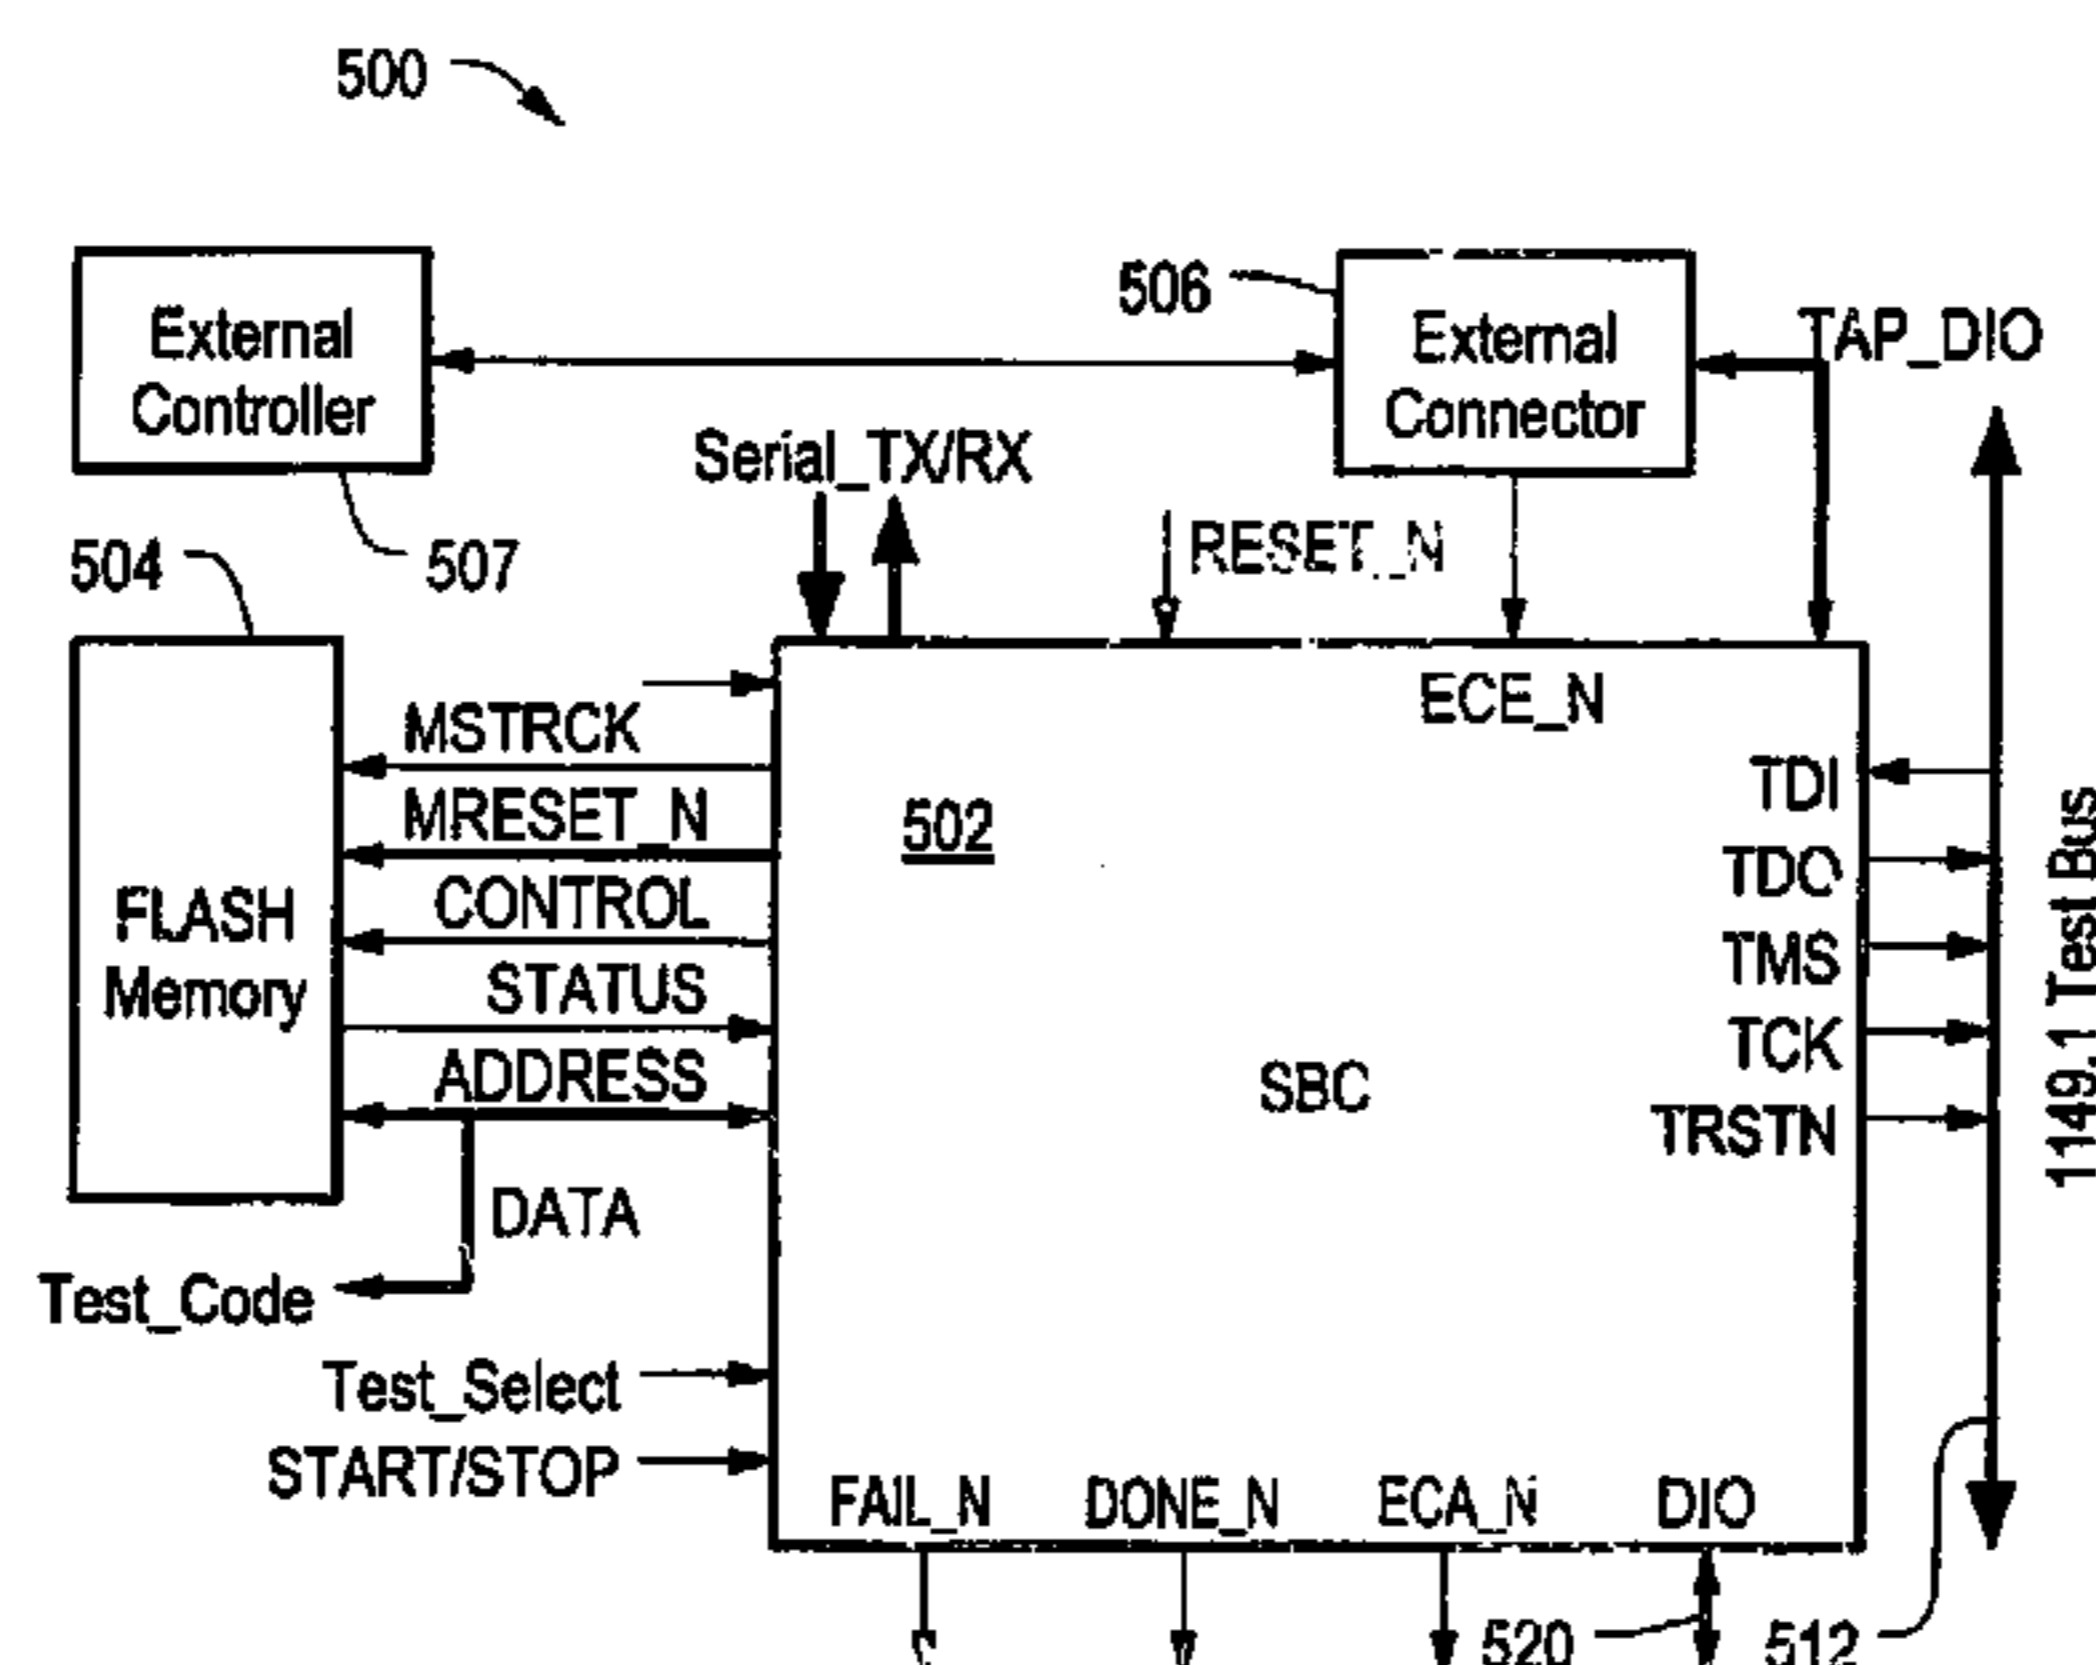 500
External
Controller
506
External
Connector
TAP_DIO
Serial_TX/RX
RESET_N
504
507
MSTRCK
ECE_N
MRESET_N
502
TDI
CONTROL
TDO
FLASH
Memory
STATUS
TMS
ADDRESS
SBC
TCK
TRSTN
1149.1 Test Bus
DATA
Test_Code
Test_Select
START/STOP
FAIL_N
DONE_N
ECA_N
DIO
520
512